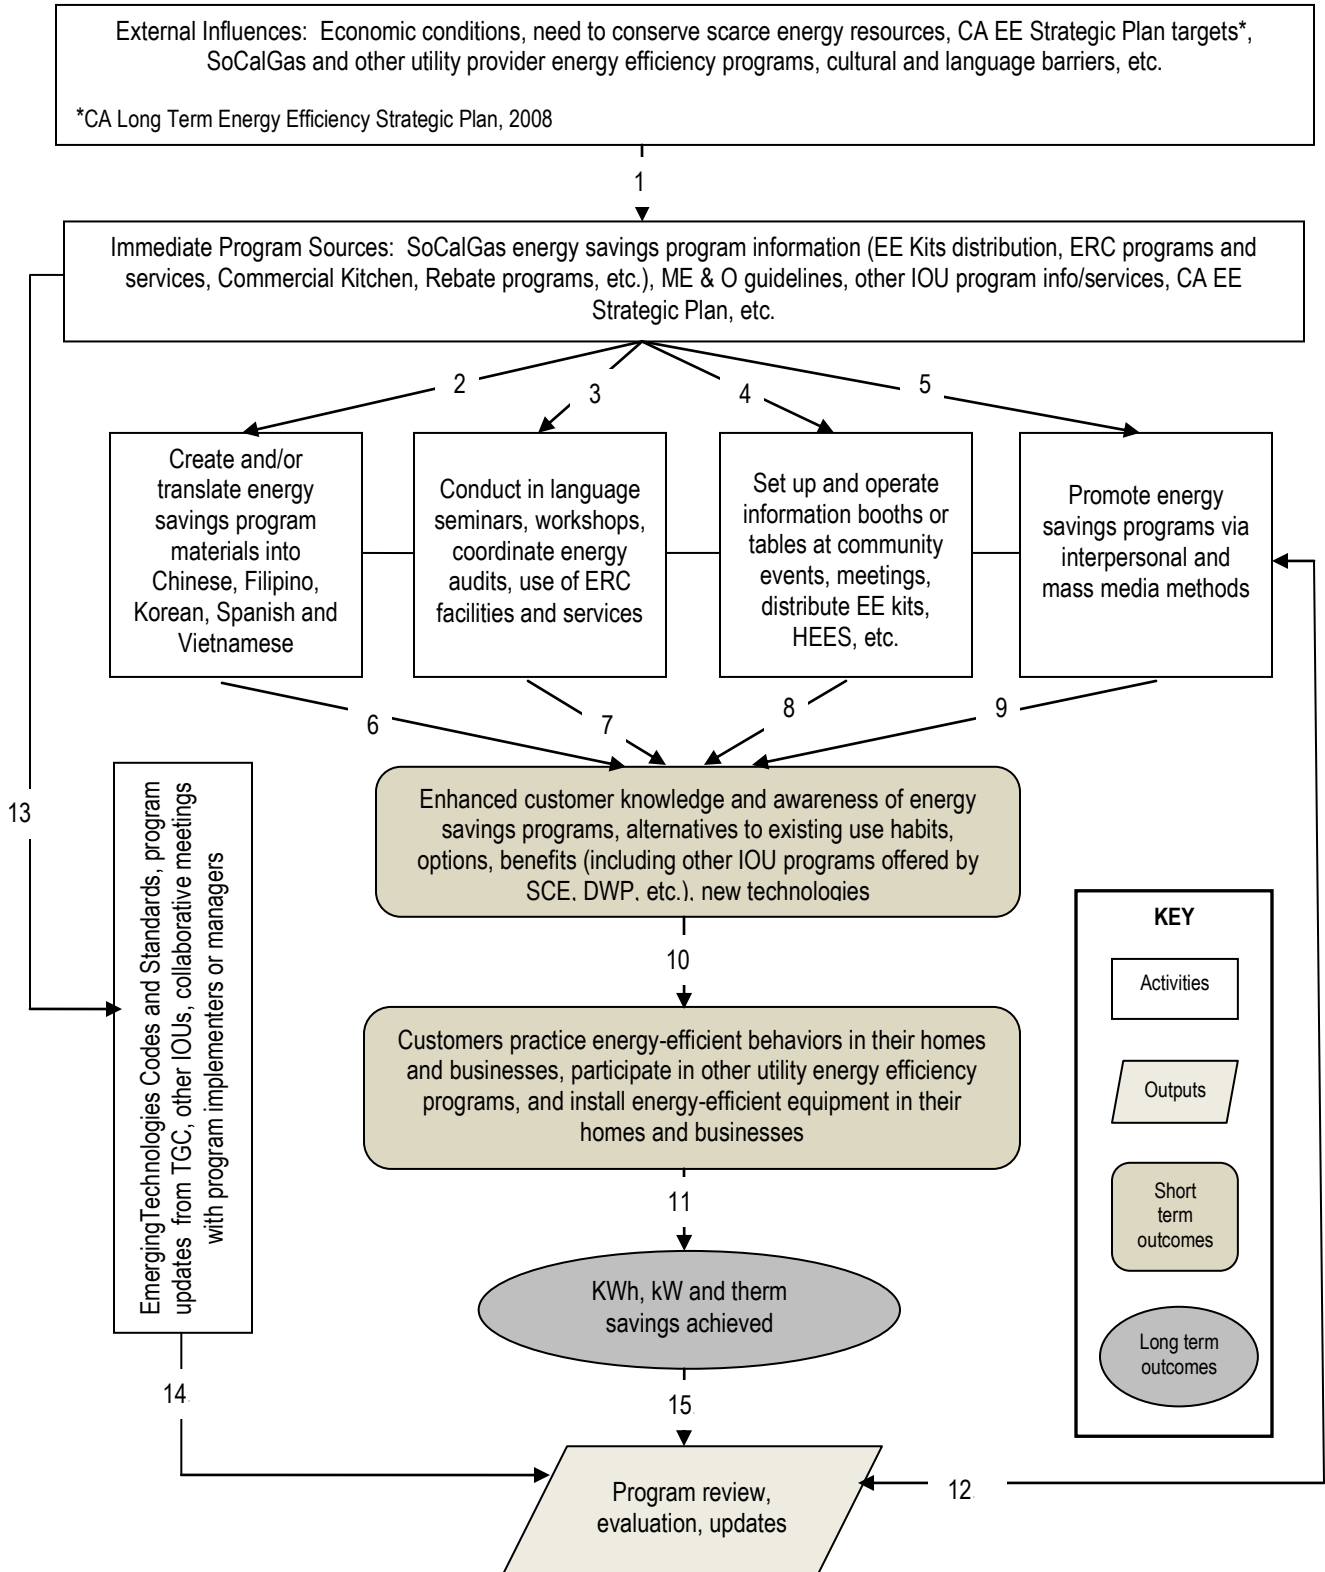 External Influences: Economic conditions, need to conserve scarce energy resources, CA EE Strategic Plan targets*,
SoCalGas and other utility provider energy efficiency programs, cultural and language barriers, etc.
*CA Long Term Energy Efficiency Strategic Plan, 2008
1
Immediate Program Sources: SoCalGas energy savings program information (EE Kits distribution, ERC programs and
services, Commercial Kitchen, Rebate programs, etc.), ME & O guidelines, other IOU program info/services, CA EE
Strategic Plan, etc.
2
3
4
5
Create and/or
translate energy
savings program
materials into
Chinese, Filipino,
Korean, Spanish and
Vietnamese
Conduct in language
seminars, workshops,
coordinate energy
audits, use of ERC
facilities and services
Set up and operate
information booths or
tables at community
events, meetings,
distribute EE kits,
HEES, etc.
Promote energy
savings programs via
interpersonal and
mass media methods
6
7
8
9
13
EmergingTechnologies Codes and Standards, program
updates from TGC, other IOUs, collaborative meetings
with program implementers or managers
Enhanced customer knowledge and awareness of energy
savings programs, alternatives to existing use habits,
options, benefits (including other IOU programs offered by
SCE, DWP, etc.), new technologies
10
Customers practice energy-efficient behaviors in their homes
and businesses, participate in other utility energy efficiency
programs, and install energy-efficient equipment in their
homes and businesses
11
KWh, kW and therm
savings achieved
14.
15.
12.
Program review,
evaluation, updates
KEY
Activities
Outputs
Short
term
outcomes
Long term
outcomes